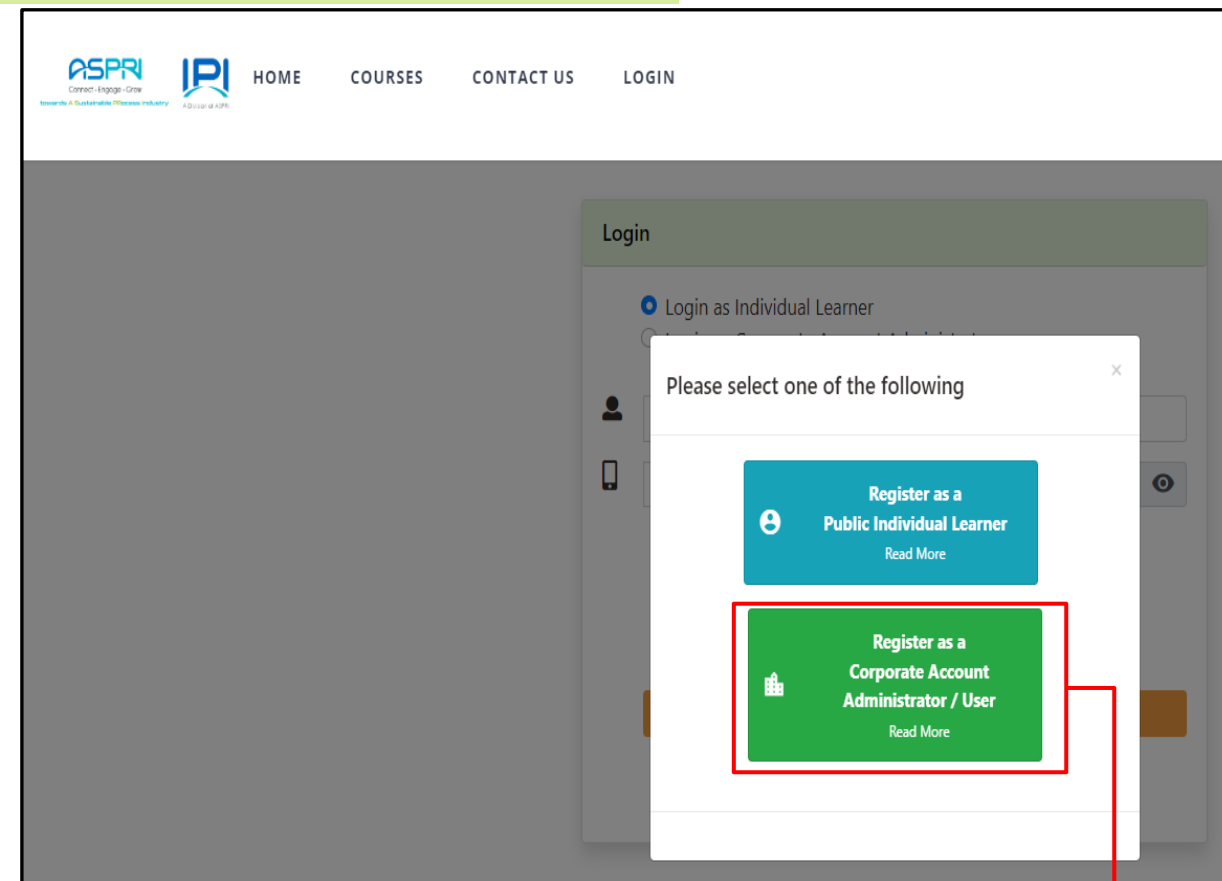 ASPRI
Connect - Engage - Grow
towards A Sustainable PRocess Industry
IPI
A Division of ASPRI
HOME COURSES CONTACT US LOGIN
Login
Login as Individual Learner
Please select one of the following
x
Register as a
Public Individual Learner
Read More
Register as a
Corporate Account
Administrator / User
Read More